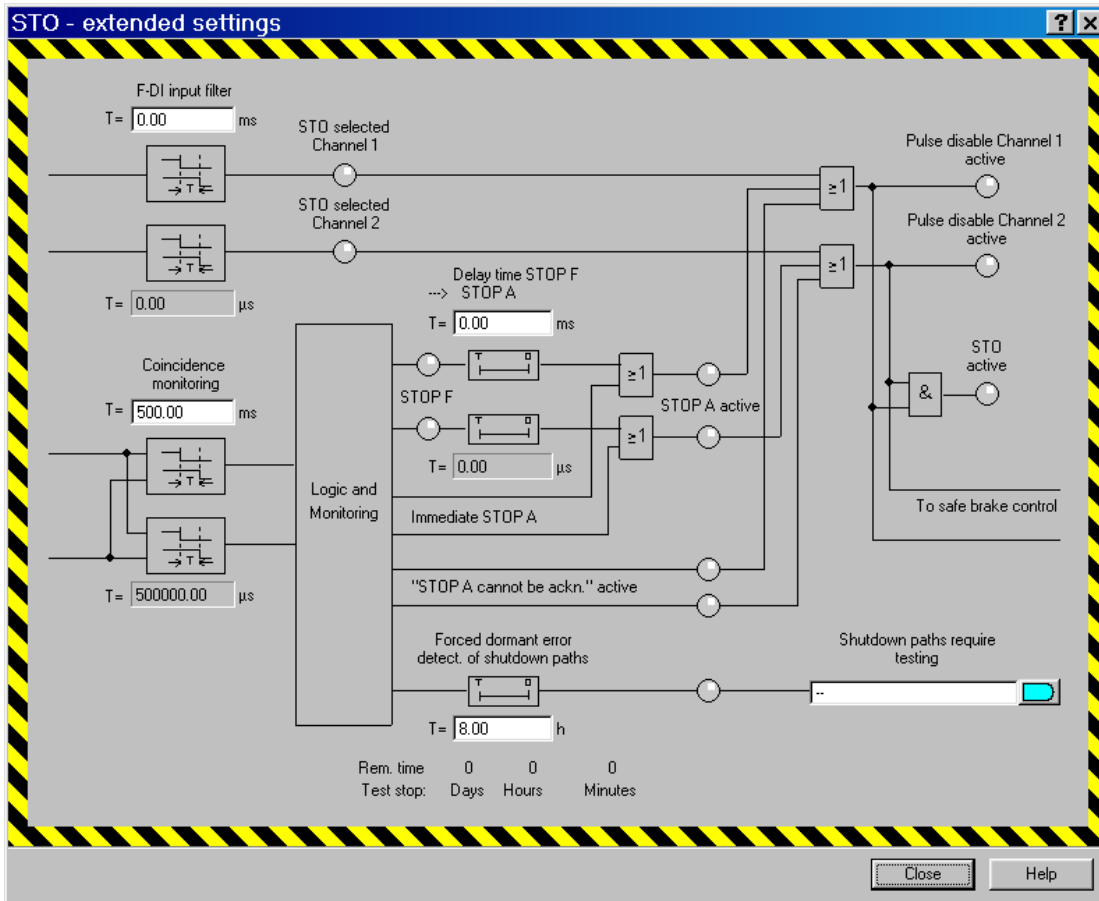 STO - extended settings
F-DI input filter
T= 0.00 ms
STO selected
Channel 1
Pulse disable Channel 1
active
→T←
≥1
STO selected
Channel 2
Pulse disable Channel 2
active
→T←
≥1
T= 0.00 µs
Delay time STOP F
---> STOP A
T= 0.00 ms
Coincidence
monitoring
T= 500.00 ms
T 0
≥1
STO
active
&
STOP F
STOP A active
T 0
≥1
T= 0.00 µs
→T←
Logic and
Monitoring
Immediate STOP A
To safe brake control
→T←
T= 500000.00 µs
"STOP A cannot be ackn." active
Forced dormant error
detect. of shutdown paths
Shutdown paths require
testing
T 0
--
T= 8.00 h
Rem. time 0 0 0
Test stop: Days Hours Minutes
Close Help